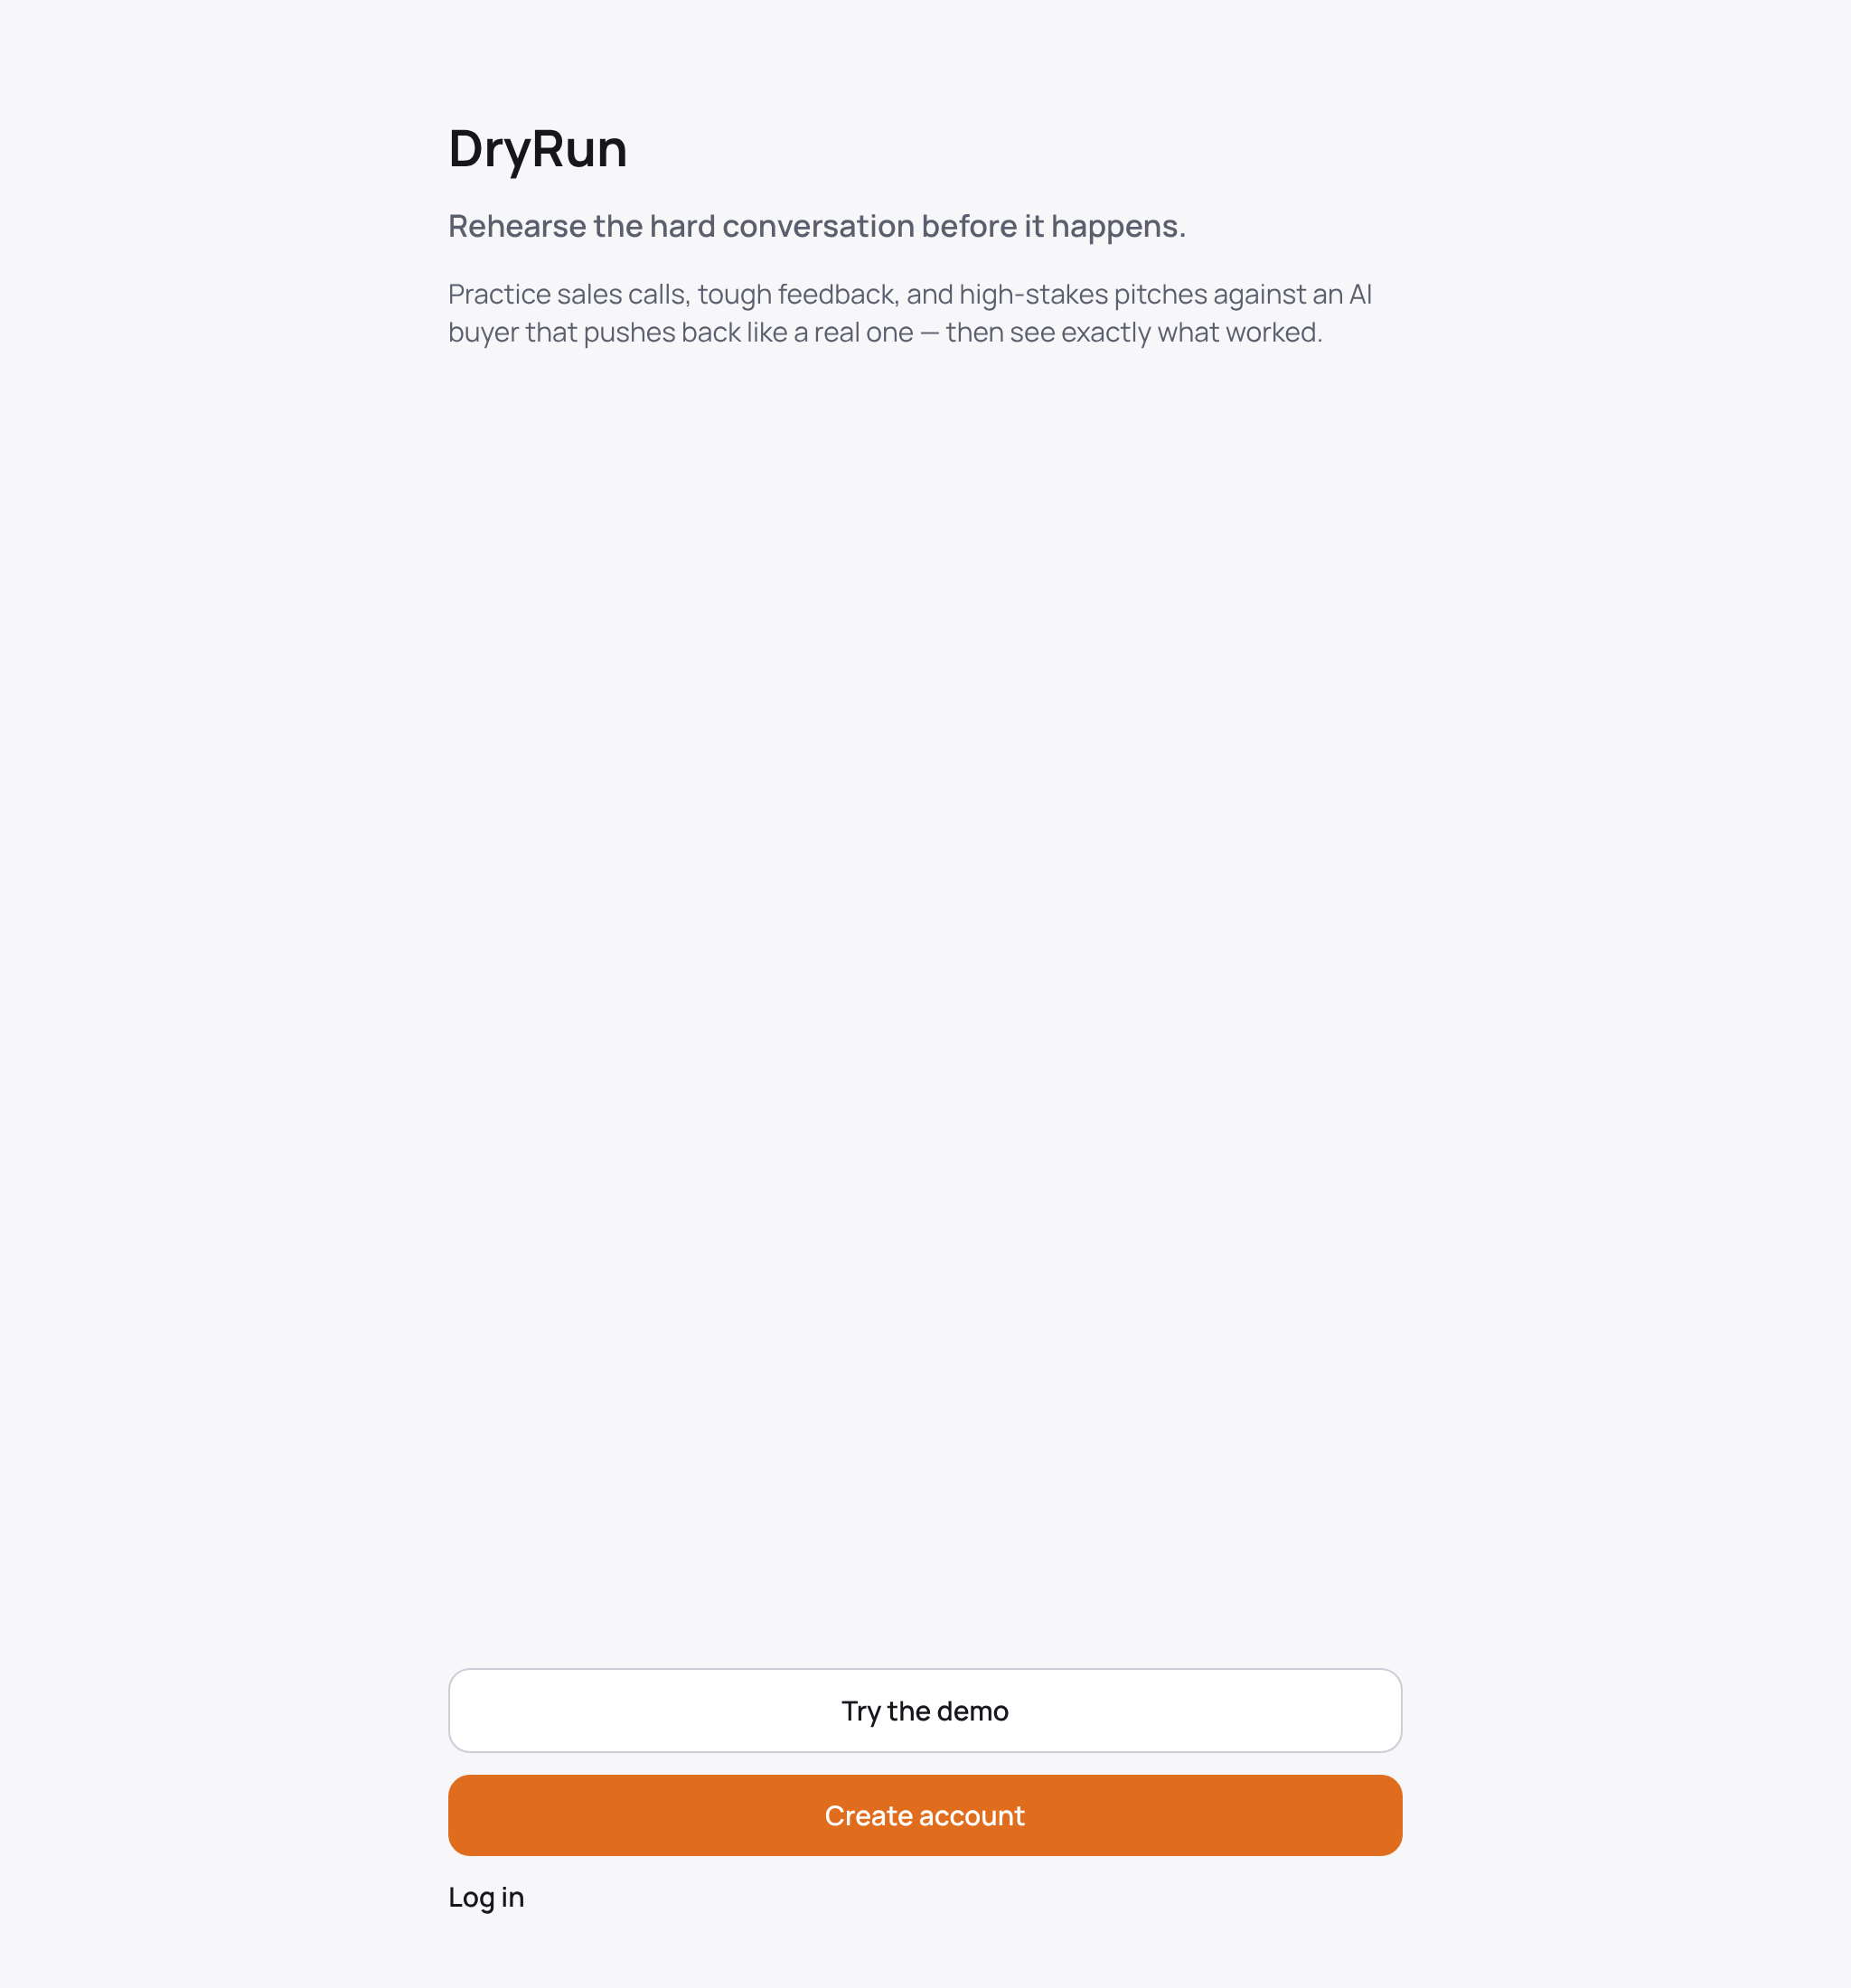 DryRun
Rehearse the hard conversation before it happens.
Practice sales calls, tough feedback, and high-stakes pitches against an AI
buyer that pushes back like a real one — then see exactly what worked.
Try the demo
Create account
Log in